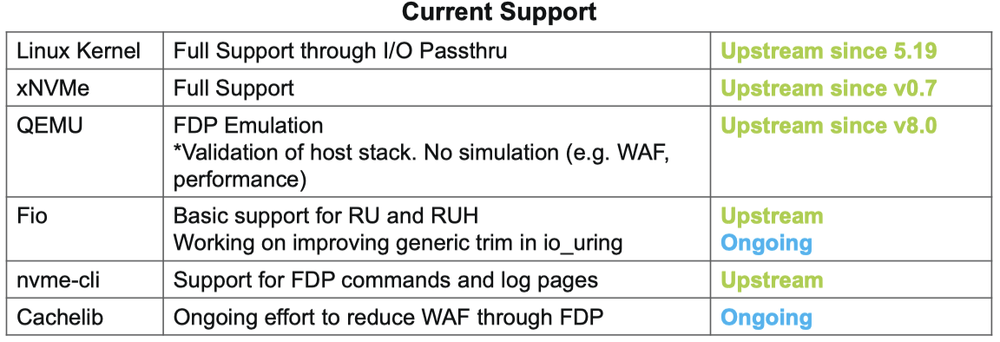 Current Support
Linux Kernel Full Support through I/O Passthru Upstream since 5.19
xNVMe Full Support Upstream since v0.7
QEMU FDP Emulation Upstream since v8.0
*Validation of host stack. No simulation (e.g. WAF,
performance)
Fio Basic support for RU and RUH Upstream
Working on improving generic trim in io_uring Ongoing
nvme-cli Support for FDP commands and log pages Upstream
Cachelib Ongoing effort to reduce WAF through FDP Ongoing